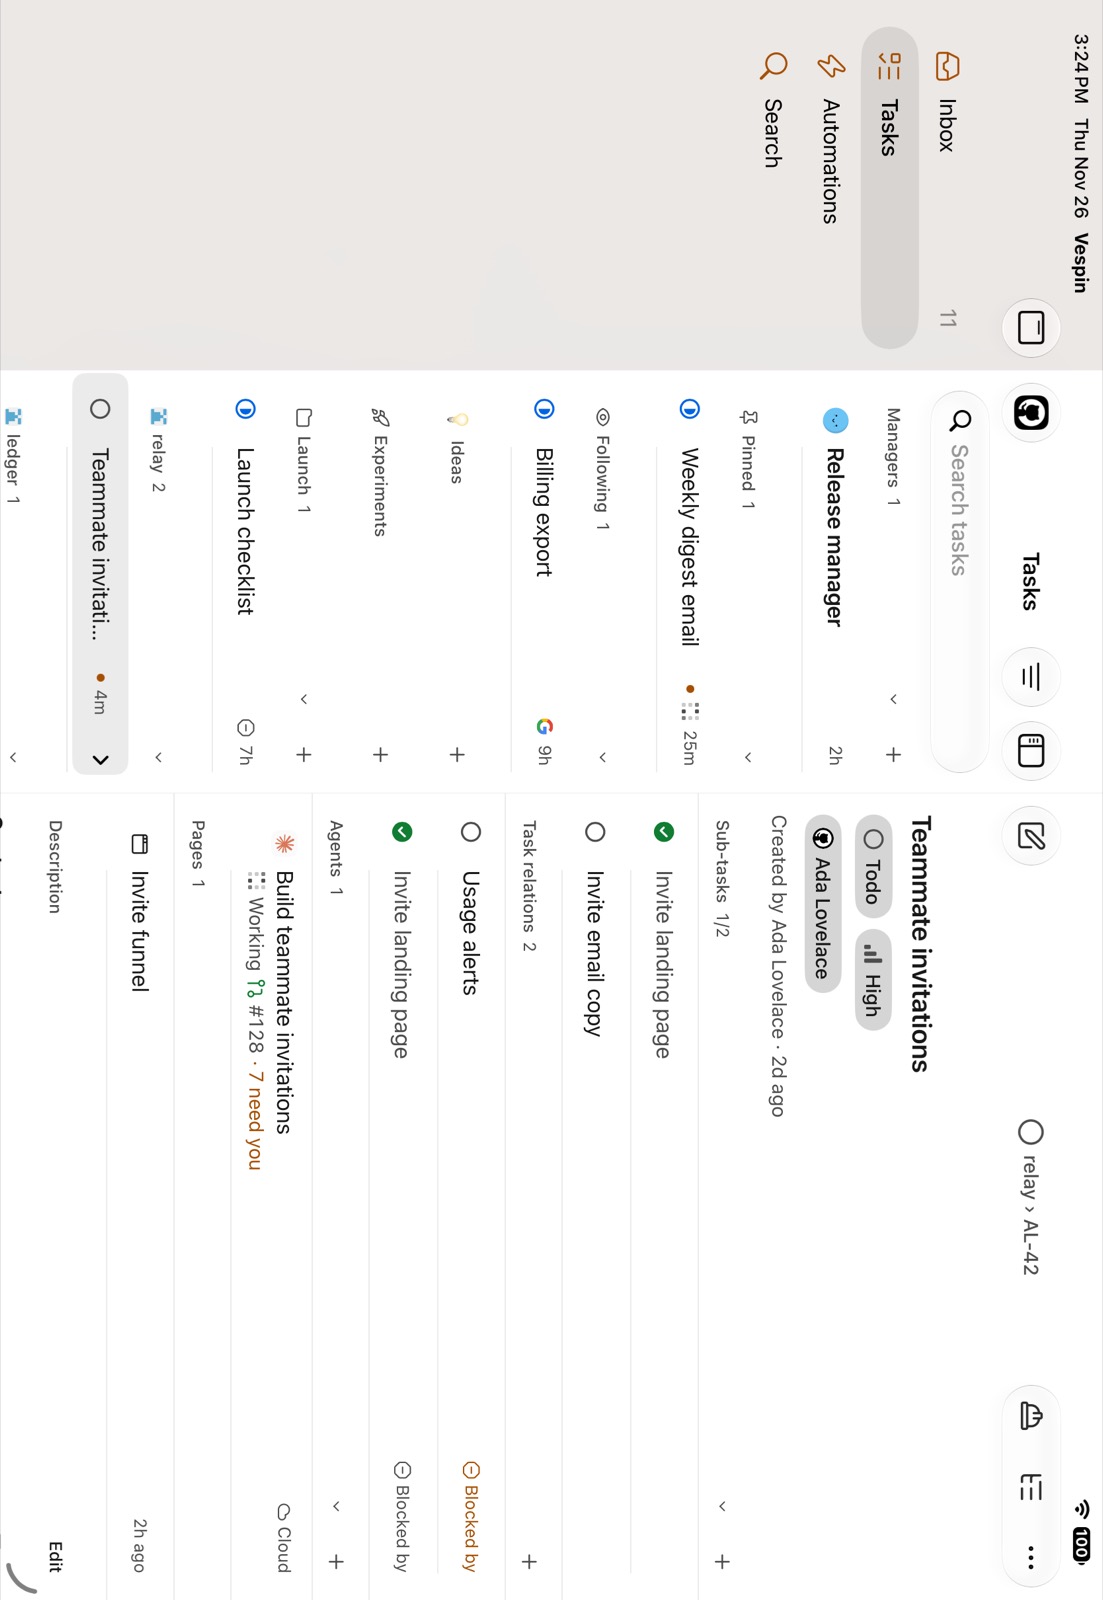 3:24 PM Thu Nov 26 Vespin
100
Inbox 11
Tasks
Automations
Search
Tasks
Search tasks
Managers 1
Release manager 2h
Pinned 1
Weekly digest email 25m
Following 1
Billing export 9h
Ideas
Experiments
Launch 1
Launch checklist 7h
relay 2
Teammate invitati... 4m
ledger 1
relay › AL-42
Teammate invitations
Todo High
Ada Lovelace
Created by Ada Lovelace · 2d ago
Sub-tasks 1/2
Invite landing page
Invite email copy
Task relations 2
Usage alerts Blocked by
Invite landing page Blocked by
Agents 1
Build teammate invitations Cloud
Working #128 · 7 need you
Pages 1
Invite funnel 2h ago
Description Edit